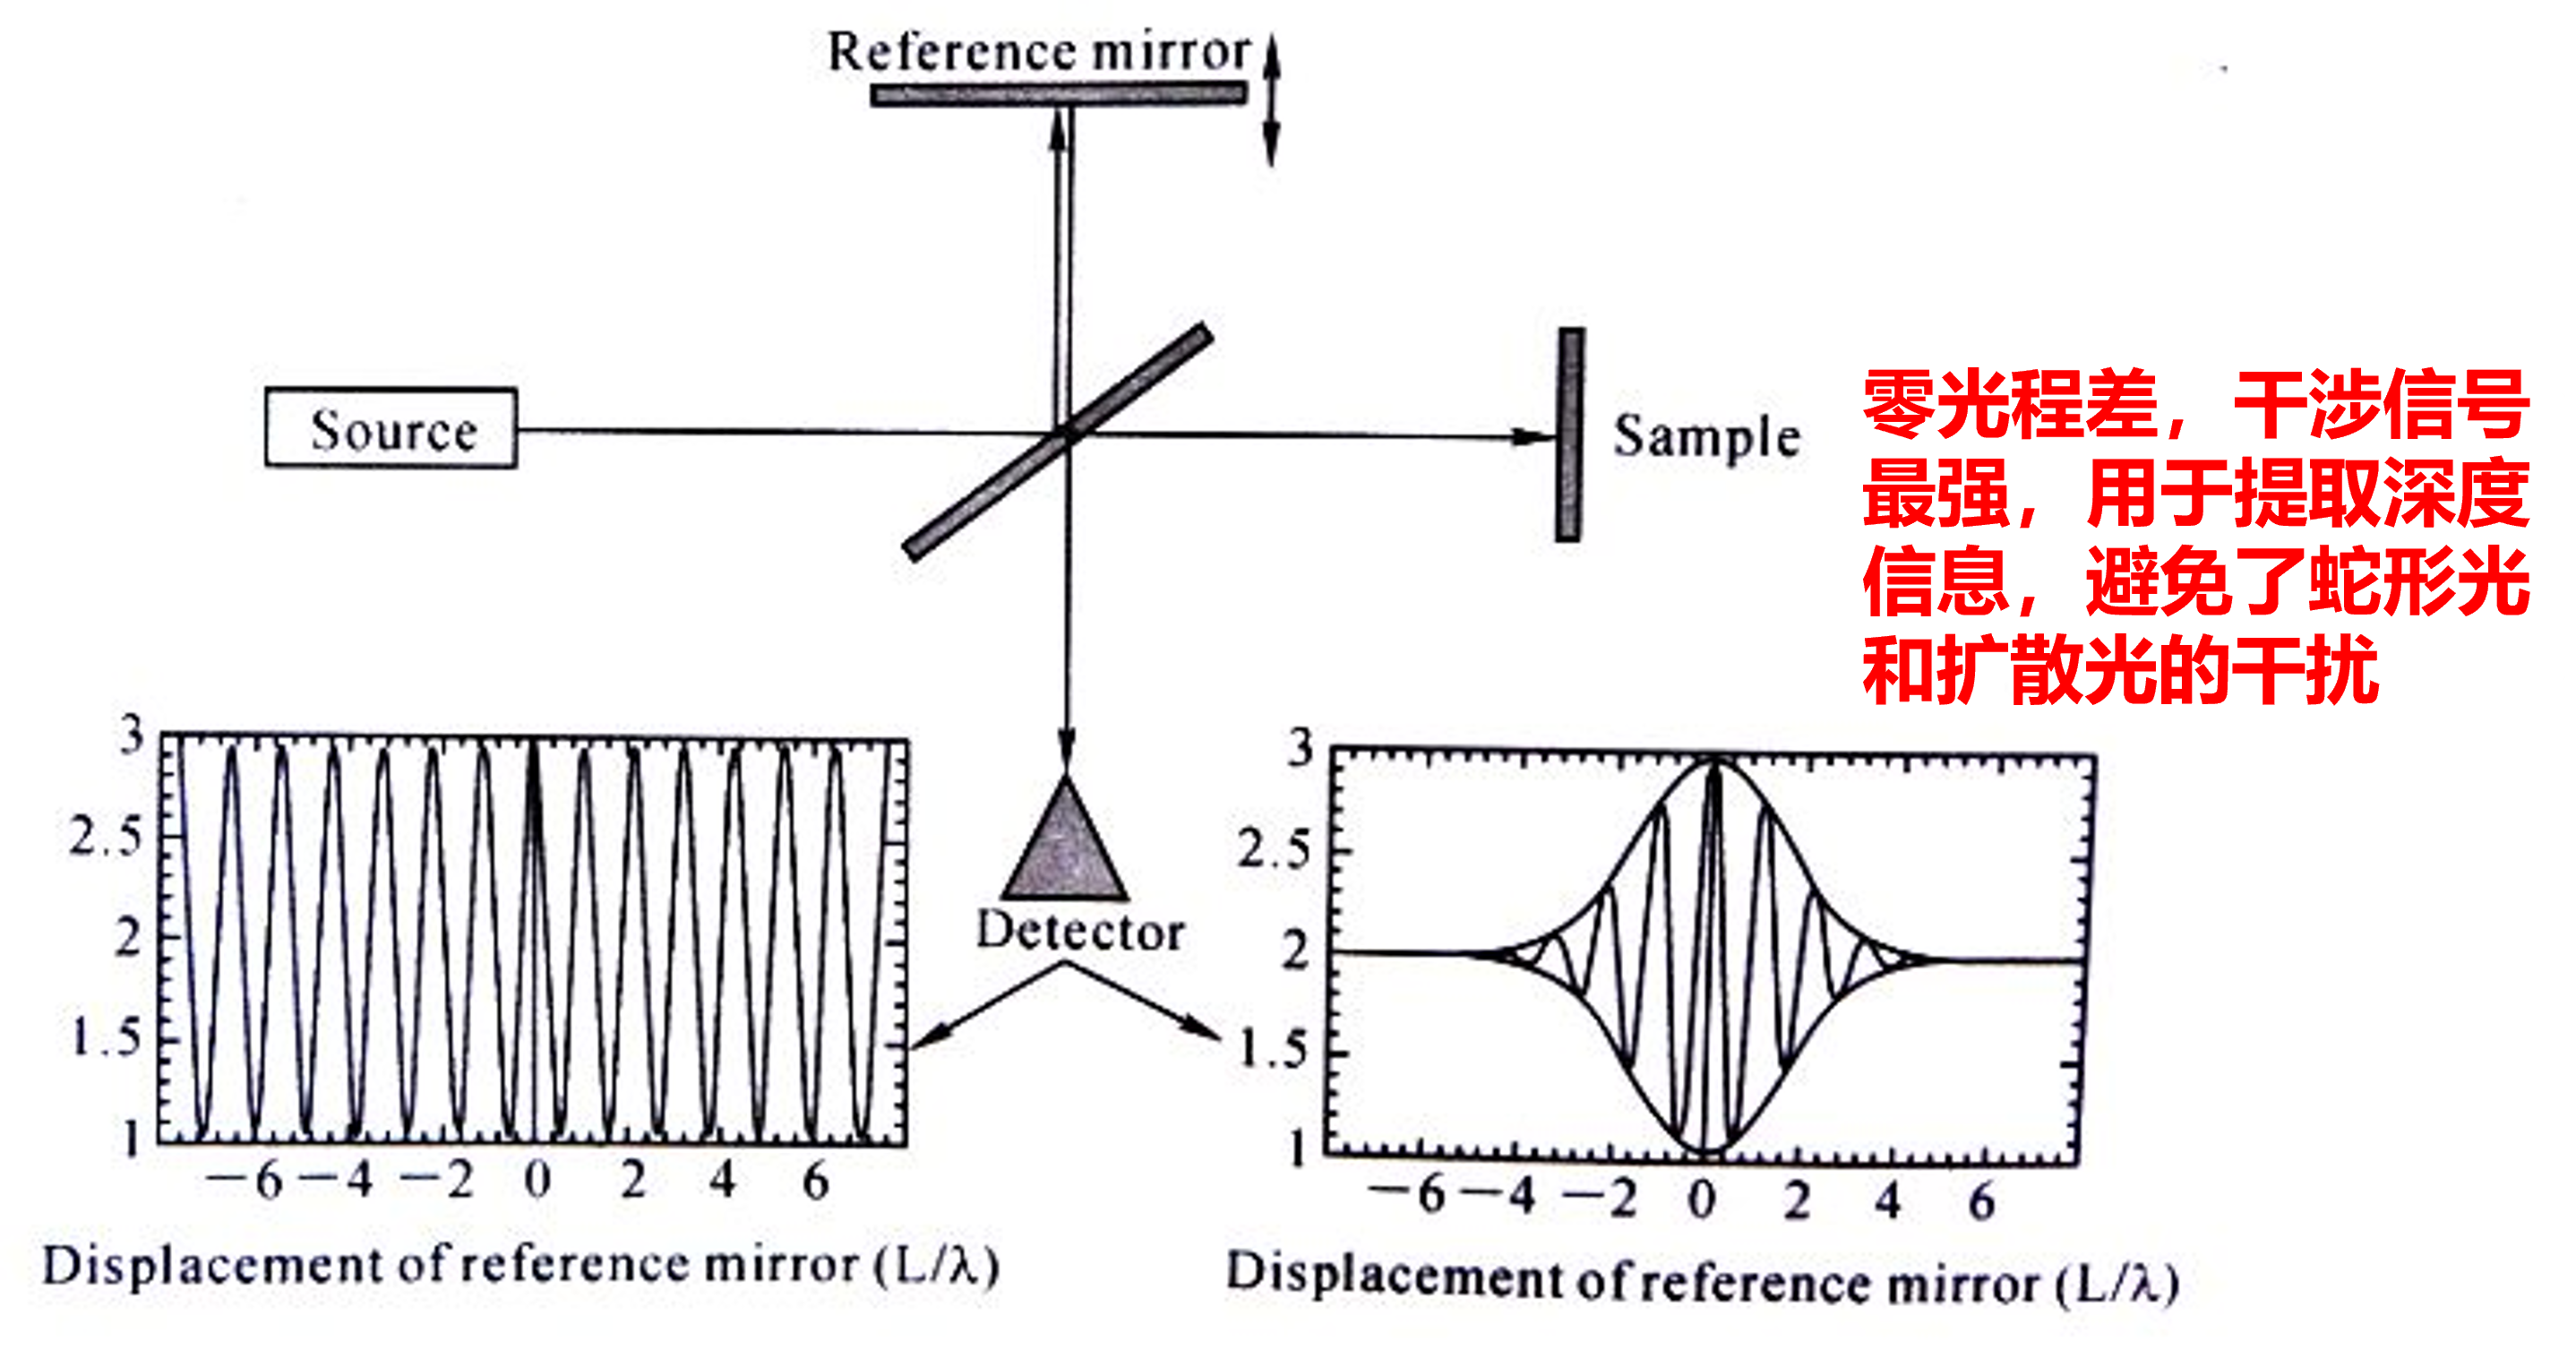 Reference mirror
Source
Sample
零光程差，干涉信号
最强，用于提取深度
信息，避免了蛇形光
和扩散光的干扰
Detector
3
2.5
2
1.5
1
−6 −4 −2 0 2 4 6
Displacement of reference mirror (L/λ)
3
2.5
2
1.5
1
−6 −4 −2 0 2 4 6
Displacement of reference mirror (L/λ)